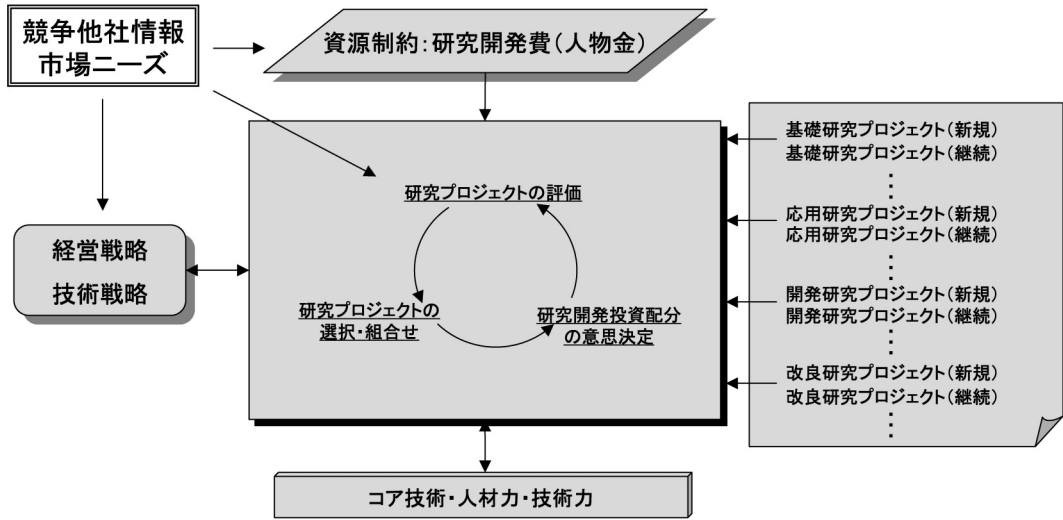 競争他社情報
市場ニーズ
資源制約：研究開発費（人物金）
経営戦略
技術戦略
研究プロジェクトの評価
研究プロジェクトの
選択・組合せ
研究開発投資配分
の意思決定
基礎研究プロジェクト（新規）
基礎研究プロジェクト（継続）
応用研究プロジェクト（新規）
応用研究プロジェクト（継続）
開発研究プロジェクト（新規）
開発研究プロジェクト（継続）
改良研究プロジェクト（新規）
改良研究プロジェクト（継続）
コア技術・人材力・技術力